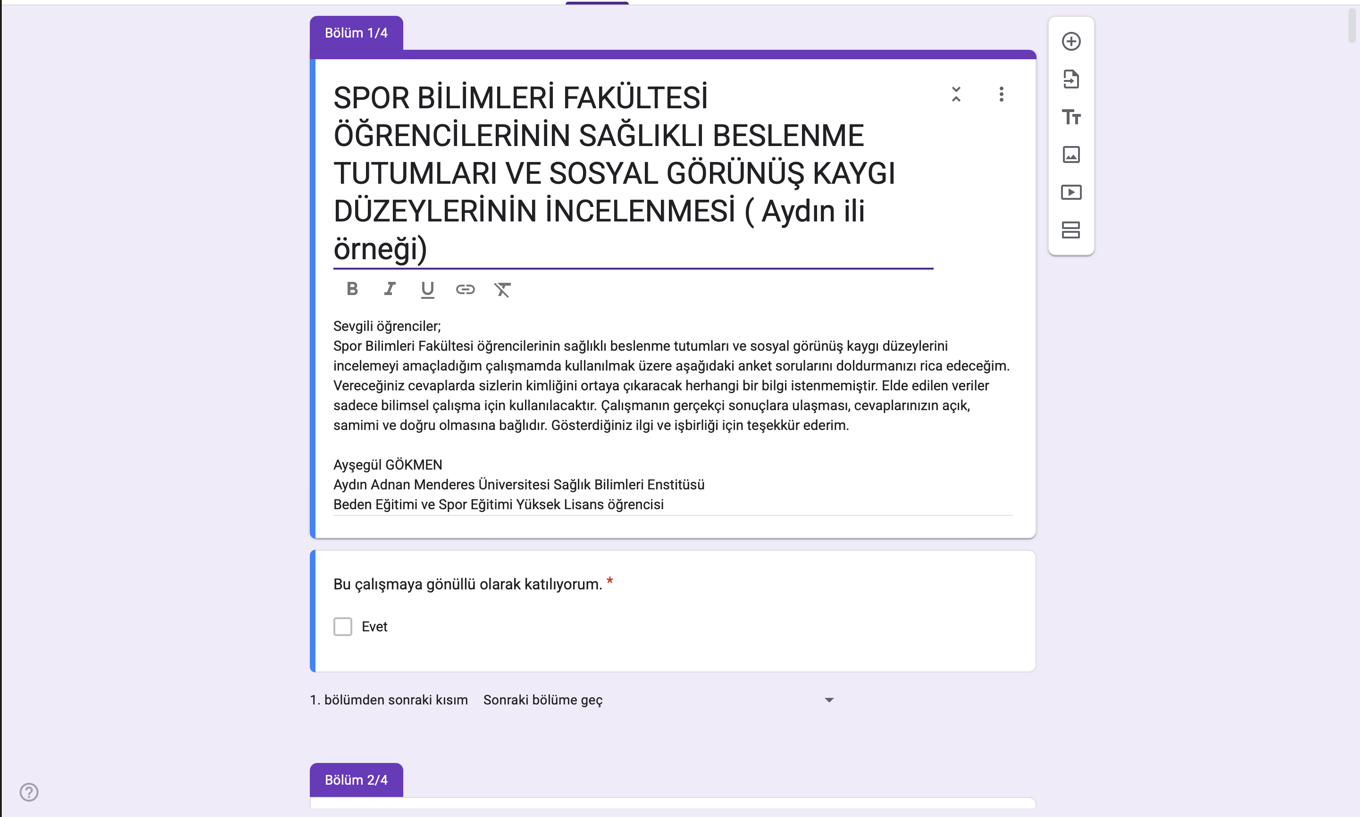 Bölüm 1/4
SPOR BİLİMLERİ FAKÜLTESİ
ÖĞRENCİLERİNİN SAĞLIKLI BESLENME
TUTUMLARI VE SOSYAL GÖRÜNÜŞ KAYGI
DÜZEYLERİNİN İNCELENMESİ ( Aydın ili
örneği)
B I U
Sevgili öğrenciler;
Spor Bilimleri Fakültesi öğrencilerinin sağlıklı beslenme tutumları ve sosyal görünüş kaygı düzeylerini
incelemeyi amaçladığım çalışmamda kullanılmak üzere aşağıdaki anket sorularını doldurmanızı rica edeceğim.
Vereceğiniz cevaplarda sizlerin kimliğini ortaya çıkaracak herhangi bir bilgi istenmemiştir. Elde edilen veriler
sadece bilimsel çalışma için kullanılacaktır. Çalışmanın gerçekçi sonuçlara ulaşması, cevaplarınızın açık,
samimi ve doğru olmasına bağlıdır. Gösterdiğiniz ilgi ve işbirliği için teşekkür ederim.
Ayşegül GÖKMEN
Aydın Adnan Menderes Üniversitesi Sağlık Bilimleri Enstitüsü
Beden Eğitimi ve Spor Eğitimi Yüksek Lisans öğrencisi
Bu çalışmaya gönüllü olarak katılıyorum. *
Evet
1. bölümden sonraki kısım Sonraki bölüme geç
Bölüm 2/4